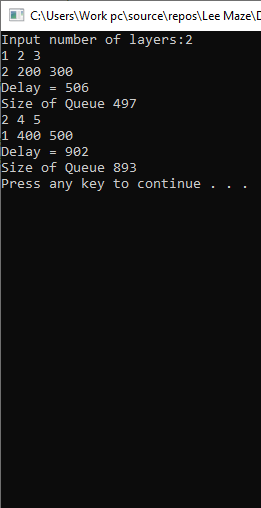 C:\Users\Work pc\source\repos\Lee Maze\D
Input number of layers:2
1 2 3
2 200 300
Delay = 506
Size of Queue 497
2 4 5
1 400 500
Delay = 902
Size of Queue 893
Press any key to continue . . .